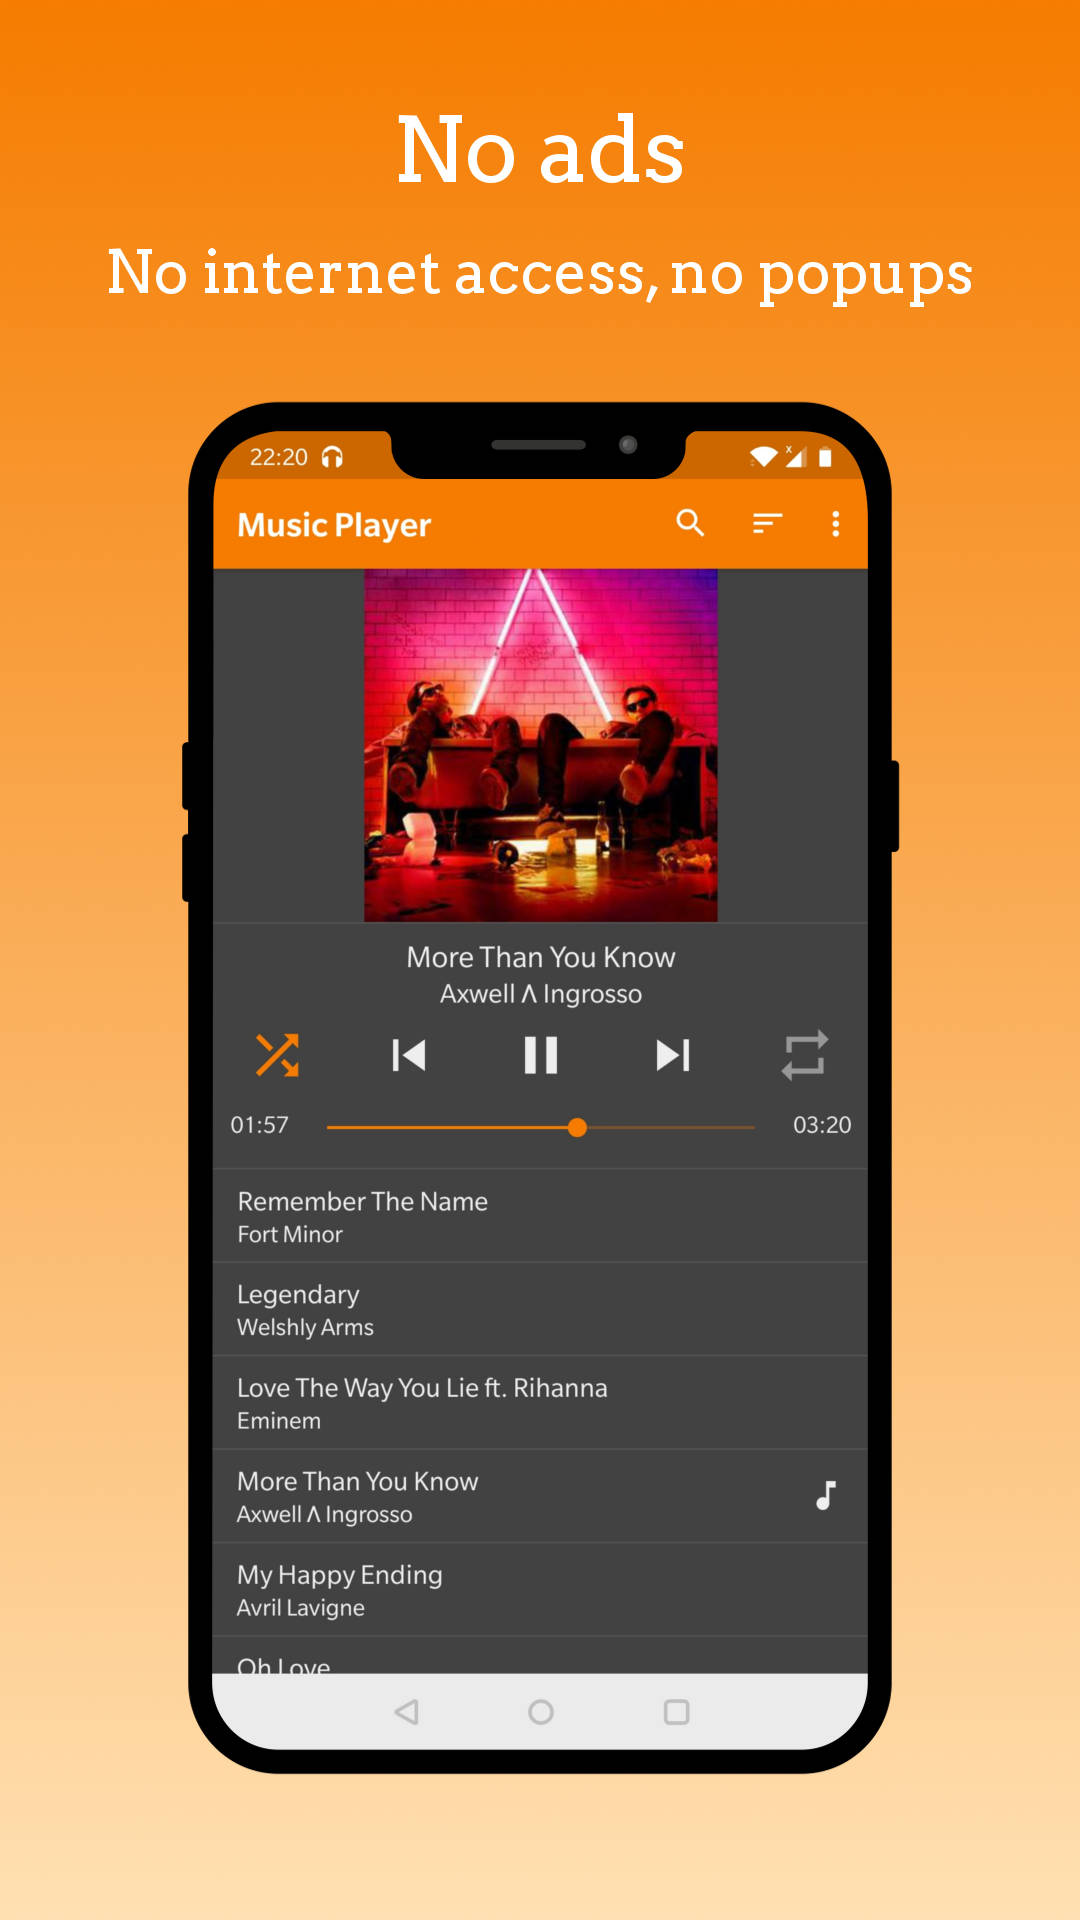 No ads
No internet access, no popups
22:20
Music Player
More Than You Know
Axwell Λ Ingrosso
01:57
03:20
Remember The Name
Fort Minor
Legendary
Welshly Arms
Love The Way You Lie ft. Rihanna
Eminem
More Than You Know
Axwell Λ Ingrosso
My Happy Ending
Avril Lavigne
Oh Love